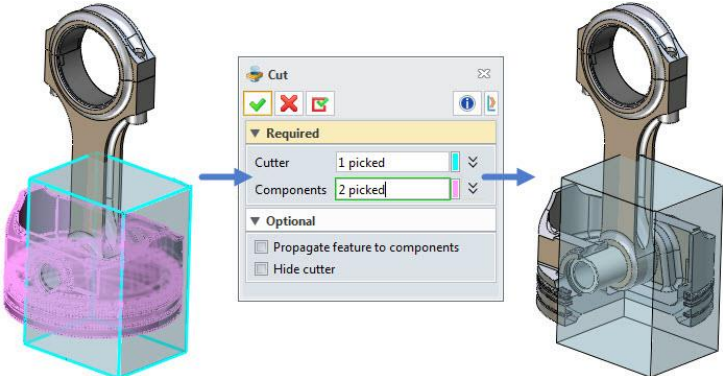 Cut
Required
Cutter 1 picked
Components 2 picked
Optional
Propagate feature to components
Hide cutter